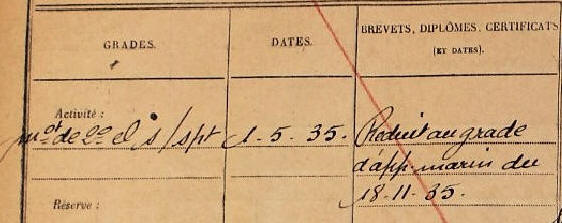 GRADES.
DATES.
BREVETS, DIPLÔMES, CERTIFICATS
(ET DATES).
Activité :
mot de 2e cl s/spt 1-5-35. Réduit au grade
d'app-marin du
18-11-35.
Réserve :